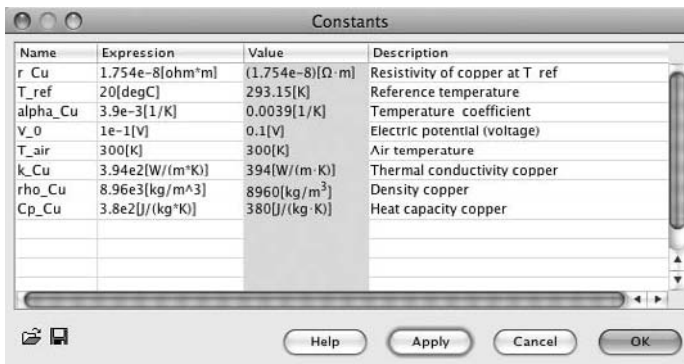 Constants
Name Expression Value Description
r_Cu 1.754e-8[ohm*m] (1.754e-8)[Ω·m] Resistivity of copper at T_ref
T_ref 20[degC] 293.15[K] Reference temperature
alpha_Cu 3.9e-3[1/K] 0.0039[1/K] Temperature coefficient
V_0 1e-1[V] 0.1[V] Electric potential (voltage)
T_air 300[K] 300[K] Air temperature
k_Cu 3.94e2[W/(m*K)] 394[W/(m·K)] Thermal conductivity copper
rho_Cu 8.96e3[kg/m^3] 8960[kg/m³] Density copper
Cp_Cu 3.8e2[J/(kg*K)] 380[J/(kg·K)] Heat capacity copper
Help Apply Cancel OK